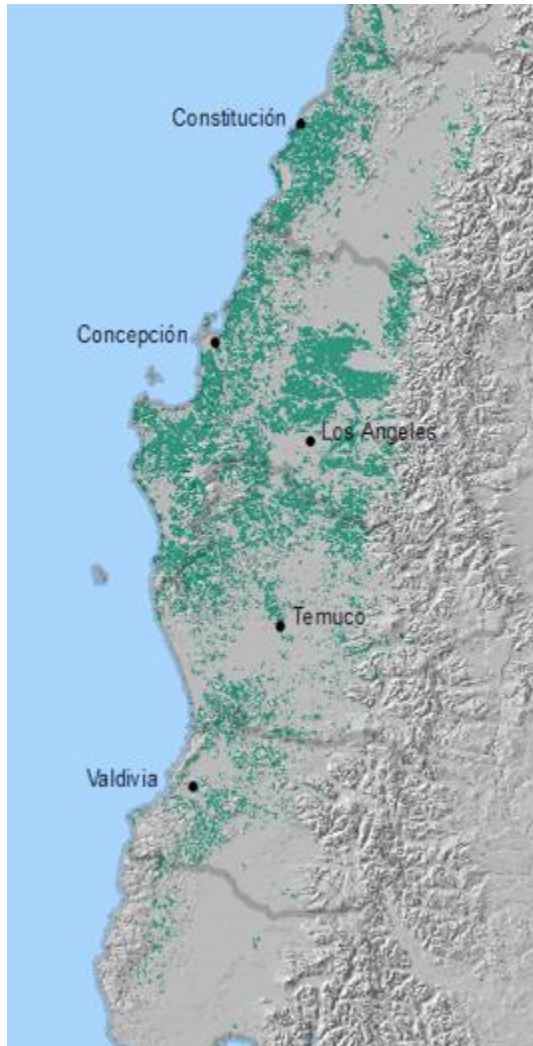 Constitución
Concepción
Los Ángeles
Temuco
Valdivia